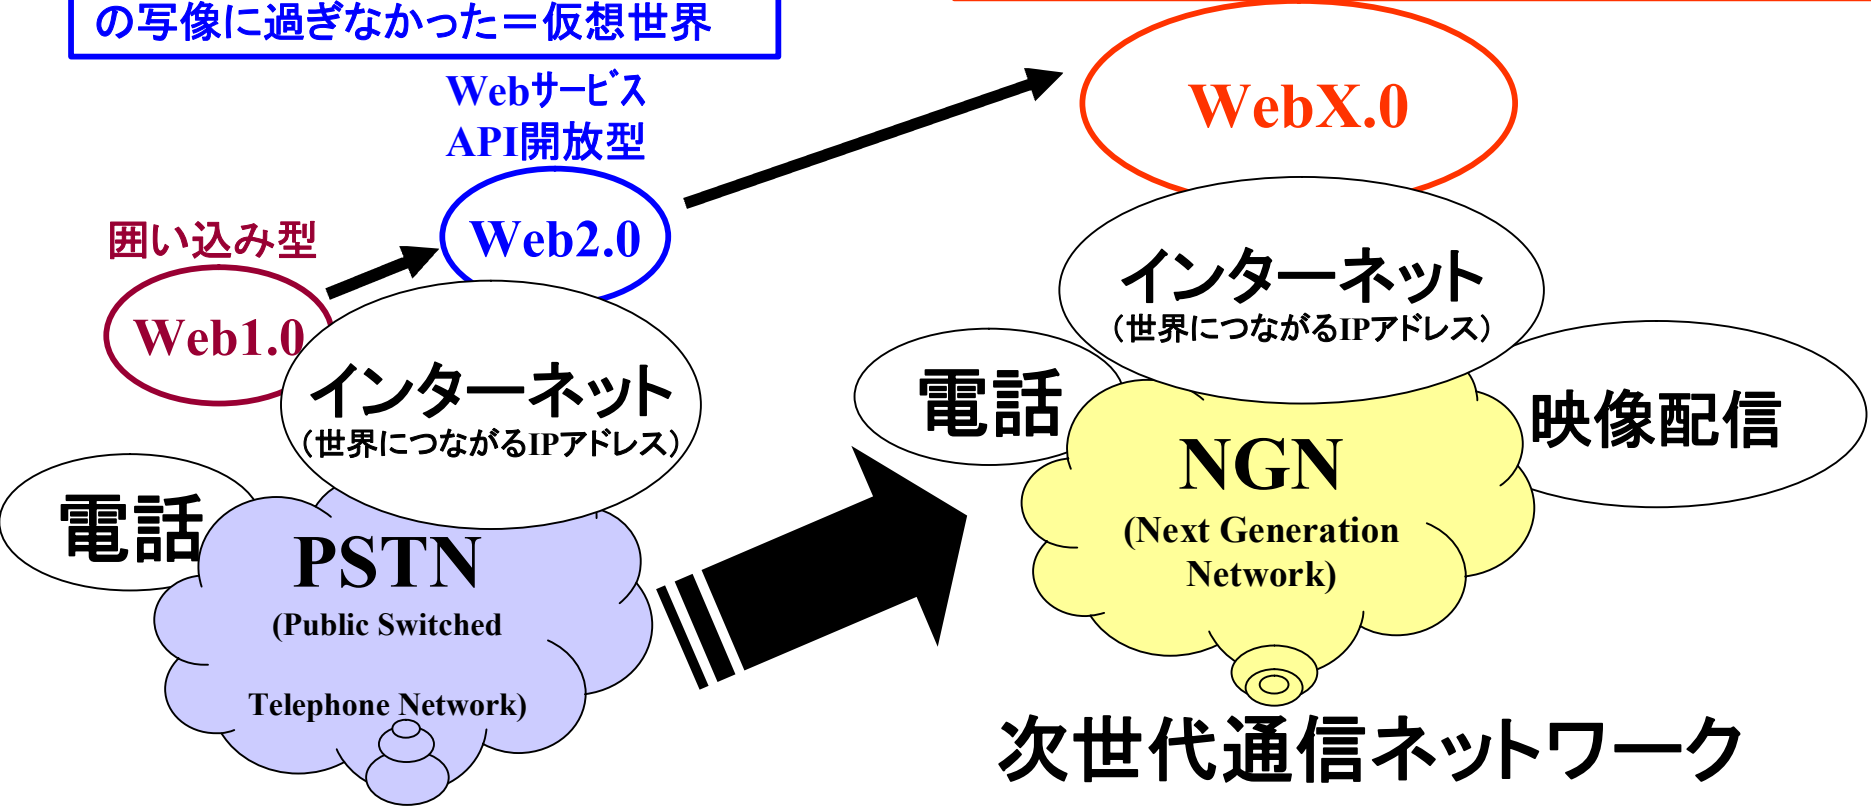 の写像に過ぎなかった＝仮想世界
Webサービス
API開放型
WebX.0
囲い込み型
Web2.0
Web1.0
インターネット
（世界につながるIPアドレス）
電話
PSTN
(Public Switched
Telephone Network)
インターネット
（世界につながるIPアドレス）
電話
映像配信
NGN
(Next Generation
Network)
次世代通信ネットワーク